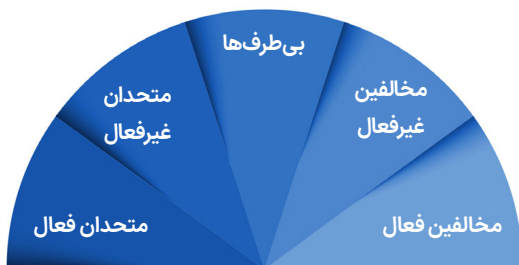 بی‌طرف‌ها
مخالفین
غیرفعال
متحدان
غیرفعال
مخالفین فعال
متحدان فعال